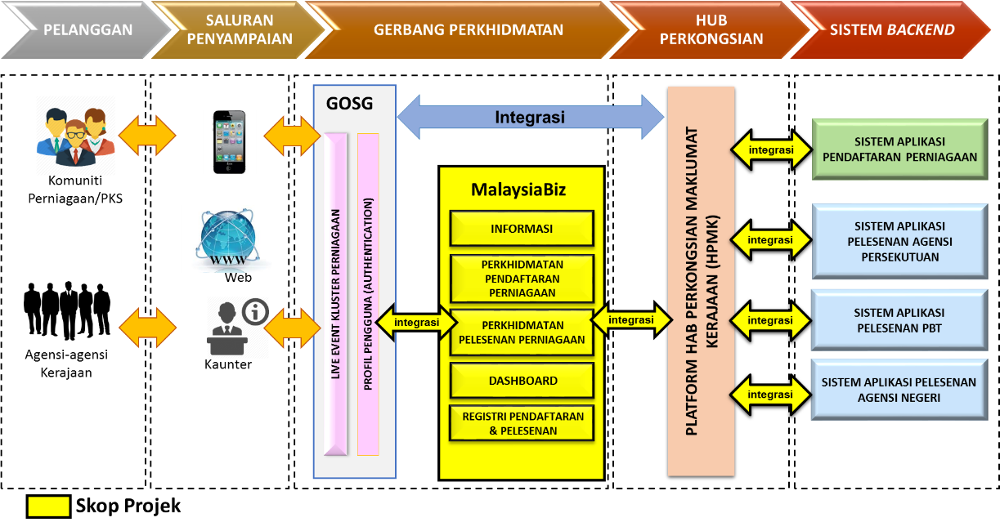 PELANGGAN
SALURAN
PENYAMPAIAN
GERBANG PERKHIDMATAN
HUB
PERKONGSIAN
SISTEM BACKEND
Komuniti
Perniagaan/PKS
Agensi-agensi
Kerajaan
WWW
Web
Kaunter
GOSG
LIVE EVENT KLUSTER PERNIAGAAN
PROFIL PENGGUNA (AUTHENTICATION)
Integrasi
integrasi
MalaysiaBiz
INFORMASI
PERKHIDMATAN
PENDAFTARAN
PERNIAGAAN
PERKHIDMATAN
PELESENAN PERNIAGAAN
DASHBOARD
REGISTRI PENDAFTARAN
& PELESENAN
integrasi
PLATFORM HAB PERKONGSIAN MAKLUMAT
KERAJAAN (HPMK)
integrasi
integrasi
integrasi
integrasi
SISTEM APLIKASI
PENDAFTARAN PERNIAGAAN
SISTEM APLIKASI
PELESENAN AGENSI
PERSEKUTUAN
SISTEM APLIKASI
PELESENAN PBT
SISTEM APLIKASI PELESENAN
AGENSI NEGERI
Skop Projek